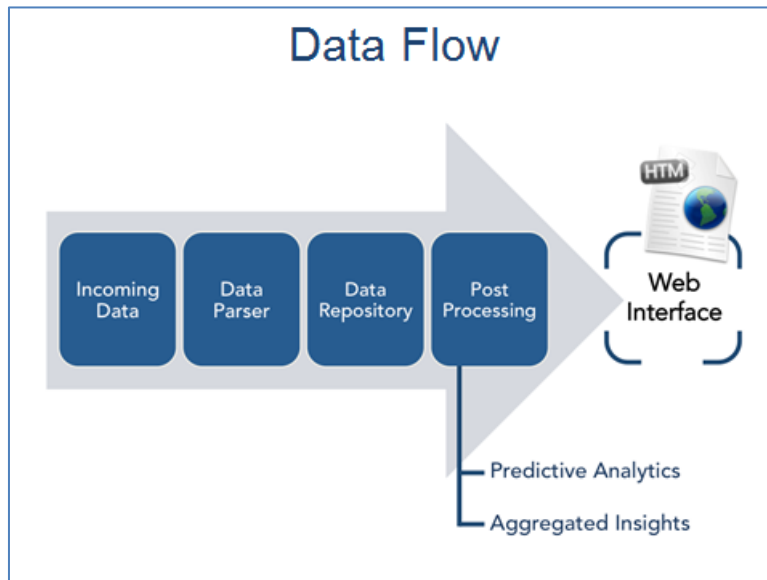 Data Flow
HTM
Incoming
Data
Data
Parser
Data
Repository
Post
Processing
Web
Interface
Predictive Analytics
Aggregated Insights